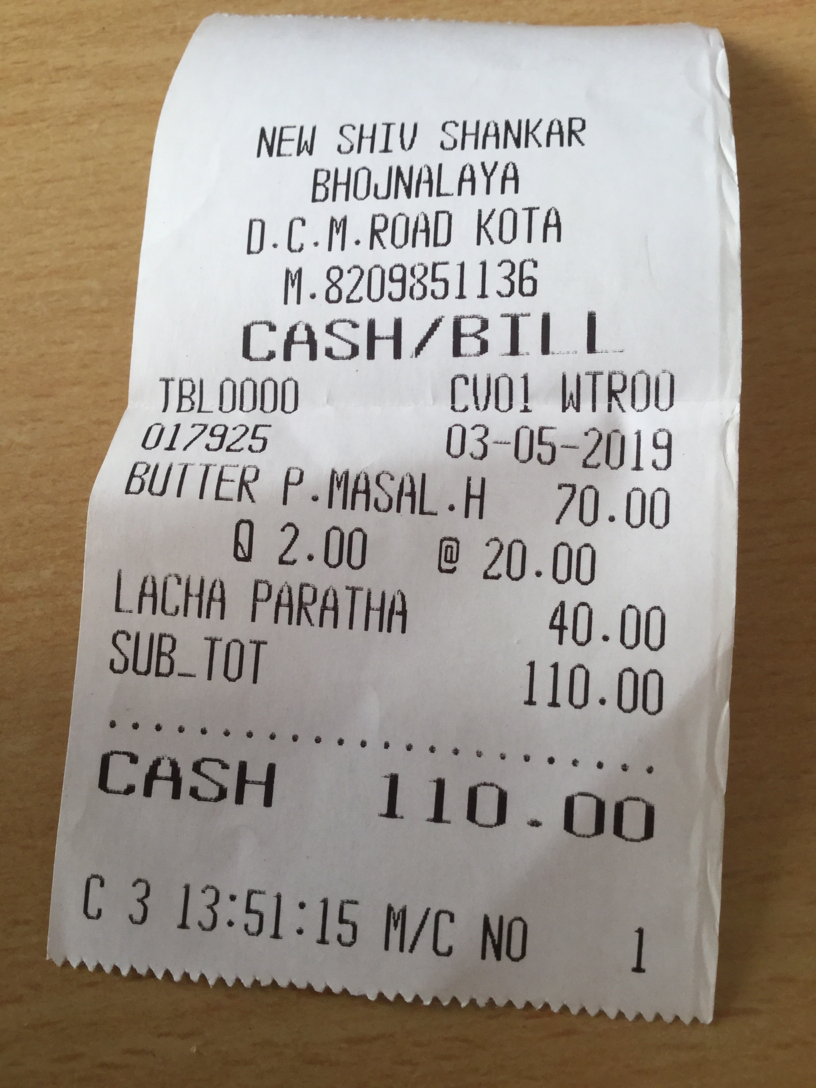 NEW SHIV SHANKAR
BHOJNALAYA
D.C.M.ROAD KOTA
M.8209851136
CASH/BILL
TBL0000 CV01 WTR00
017925 03-05-2019
BUTTER P.MASAL.H 70.00
Q 2.00 @ 20.00
LACHA PARATHA 40.00
SUB_TOT 110.00
........................
CASH 110.00
C 3 13:51:15 M/C NO 1